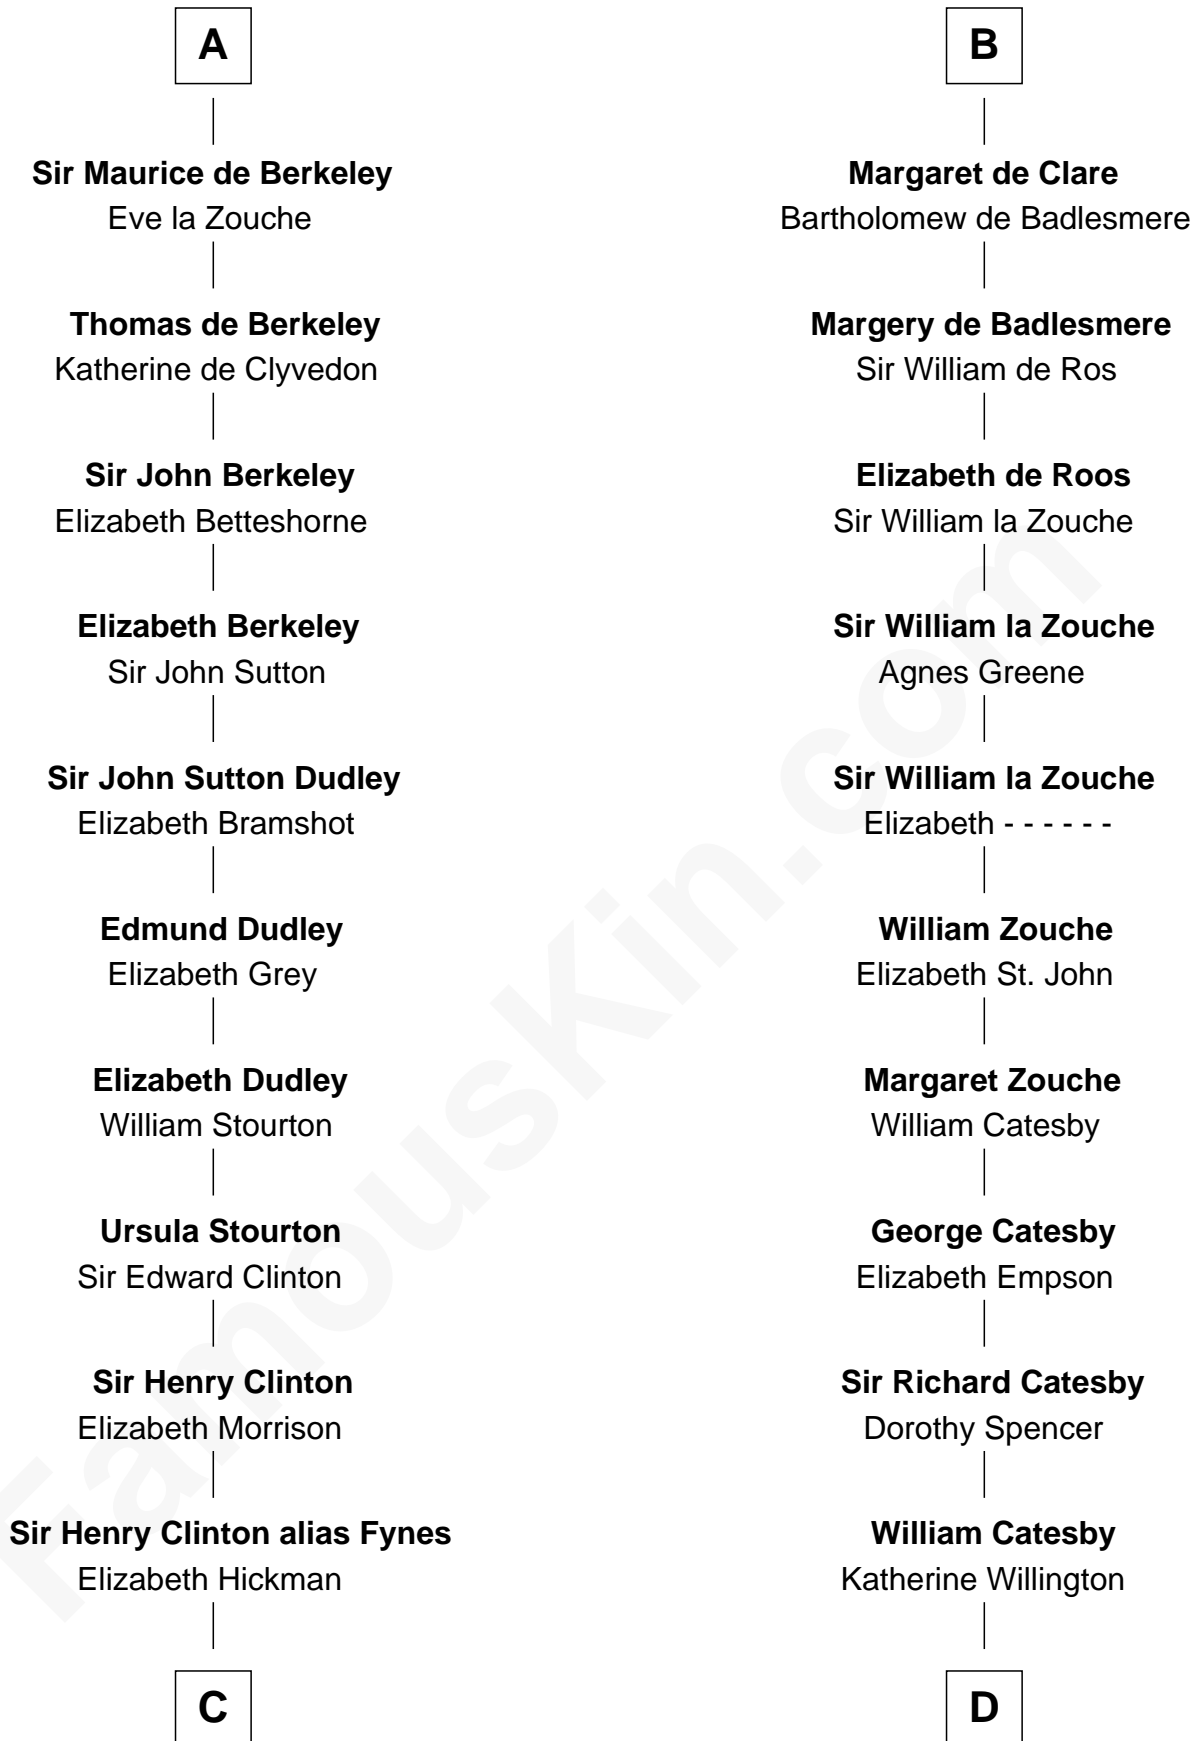 A
Sir Maurice de Berkeley
Eve la Zouche
Thomas de Berkeley
Katherine de Clyvedon
Sir John Berkeley
Elizabeth Betteshorne
Elizabeth Berkeley
Sir John Sutton
Sir John Sutton Dudley
Elizabeth Bramshot
Edmund Dudley
Elizabeth Grey
Elizabeth Dudley
William Stourton
Ursula Stourton
Sir Edward Clinton
Sir Henry Clinton
Elizabeth Morrison
Sir Henry Clinton alias Fynes
Elizabeth Hickman
C
B
Margaret de Clare
Bartholomew de Badlesmere
Margery de Badlesmere
Sir William de Ros
Elizabeth de Roos
Sir William la Zouche
Sir William la Zouche
Agnes Greene
Sir William la Zouche
Elizabeth - - - - - -
William Zouche
Elizabeth St. John
Margaret Zouche
William Catesby
George Catesby
Elizabeth Empson
Sir Richard Catesby
Dorothy Spencer
William Catesby
Katherine Willington
D
FamousKin.com